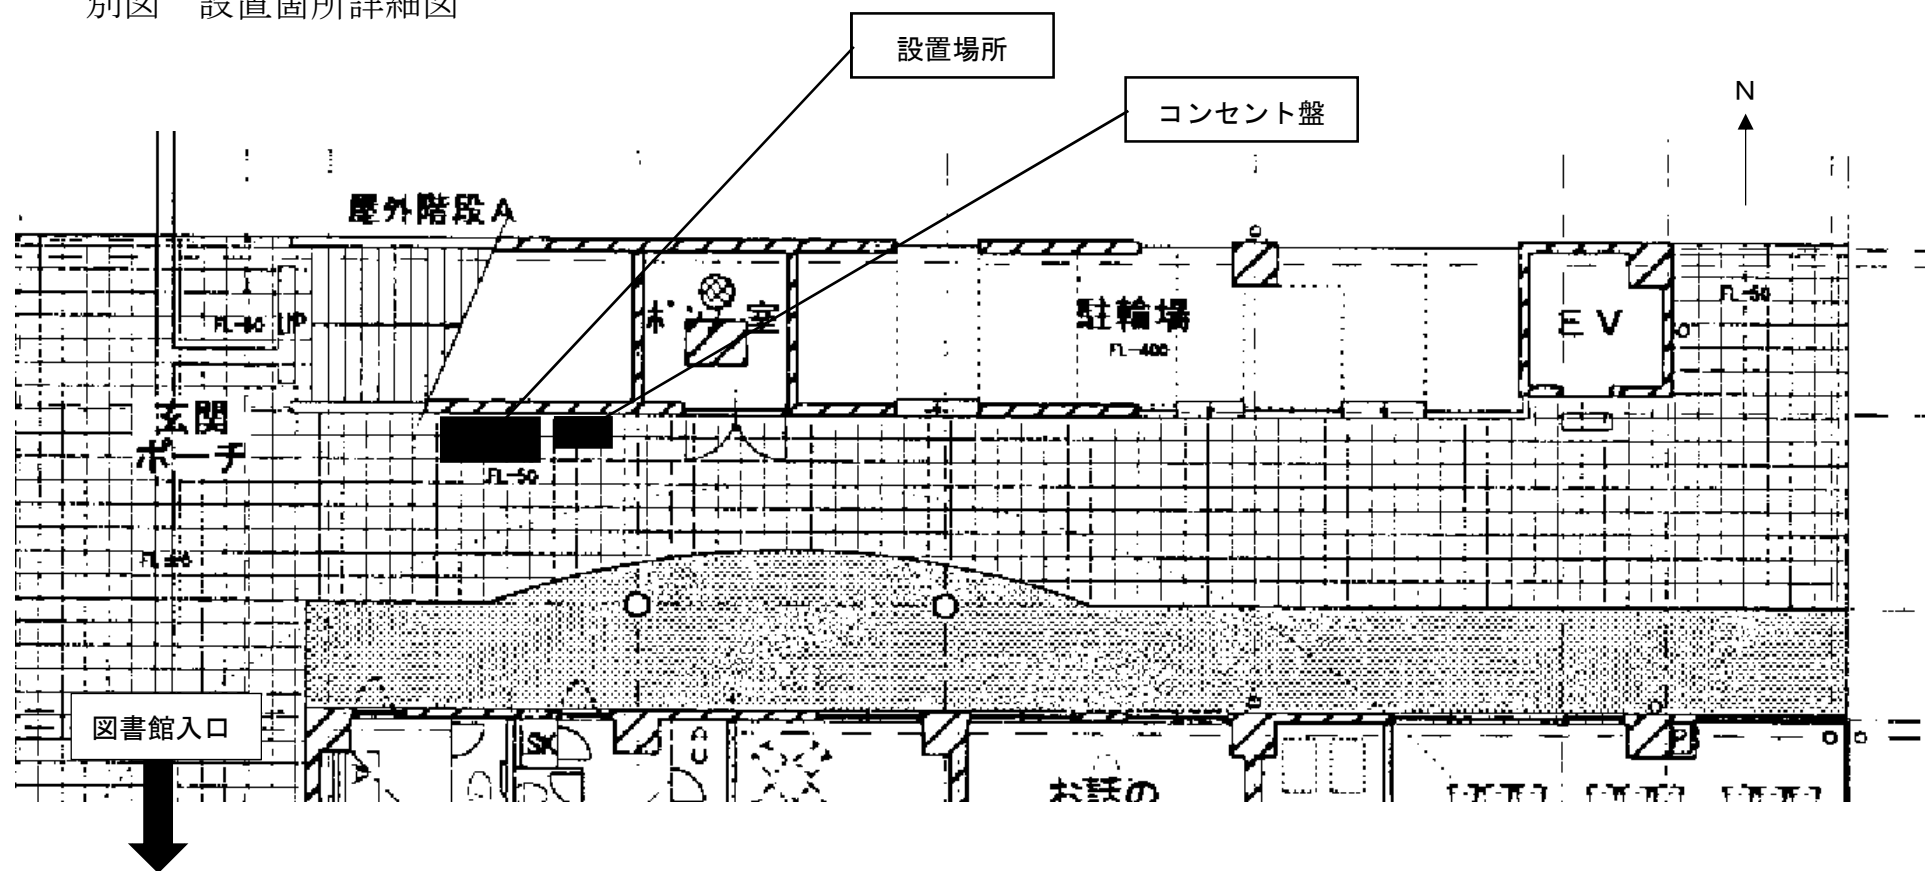 別図 設置箇所詳細図
設置場所
コンセント盤
N
屋外階段A
FL-50
室
駐輪場
EV
FL-400
UP
玄関
ポーチ
FL-50
図書館入口
SK
お話の